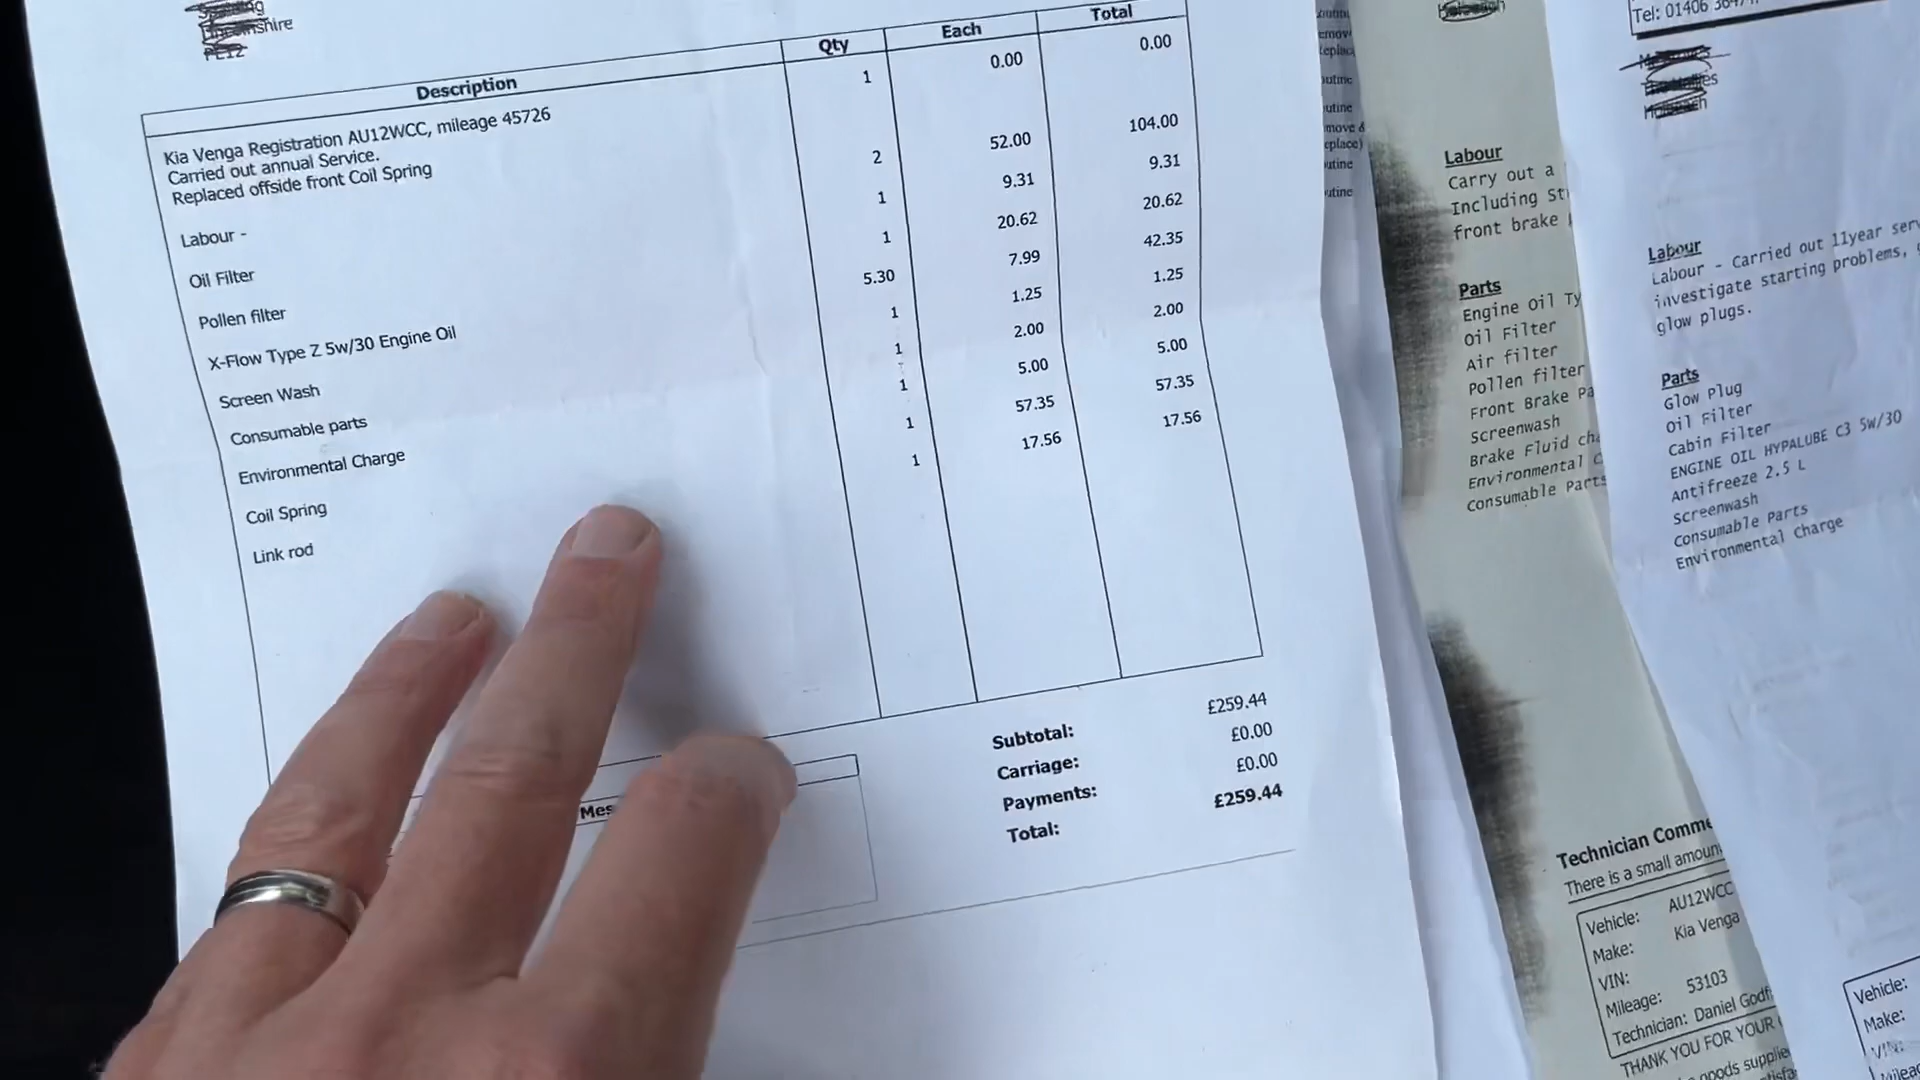 Description Qty Each Total
Kia Venga Registration AU12WCC, mileage 45726 1 0.00 0.00
Carried out annual Service.
Replaced offside front Coil Spring
Labour - 2 52.00 104.00
Oil Filter 1 9.31 9.31
Pollen filter 1 20.62 20.62
X-Flow Type Z 5w/30 Engine Oil 5.30 7.99 42.35
Screen Wash 1 1.25 1.25
Consumable parts 1 2.00 2.00
Environmental Charge 1 5.00 5.00
Coil Spring 1 57.35 57.35
Link rod 1 17.56 17.56
Subtotal: £259.44
Carriage: £0.00
Payments: £0.00
Total: £259.44
Mes
utine
move &
utine
utine
Labour
Carry out a
Including St
front brake
Parts
Engine Oil Ty
Oil Filter
Air filter
Pollen filter
Front Brake Pa
Screenwash
Brake Fluid
Environmental
Consumable Parts
Technician Comme
There is a small amoun
Vehicle: AU12WCC
Make: Kia Venga
VIN:
Mileage: 53103
Technician: Daniel Godf
THANK YOU FOR YOUR
goods supplie
Tel: 01406
Labour
Labour - Carried out 11year serv
investigate starting problems,
glow plugs.
Parts
Glow Plug
Oil Filter
Cabin Filter
ENGINE OIL HYPALUBE C3 5W/30
Antifreeze 2.5 L
Screenwash
Consumable Parts
Environmental Charge
Vehicle:
Make:
VIN: